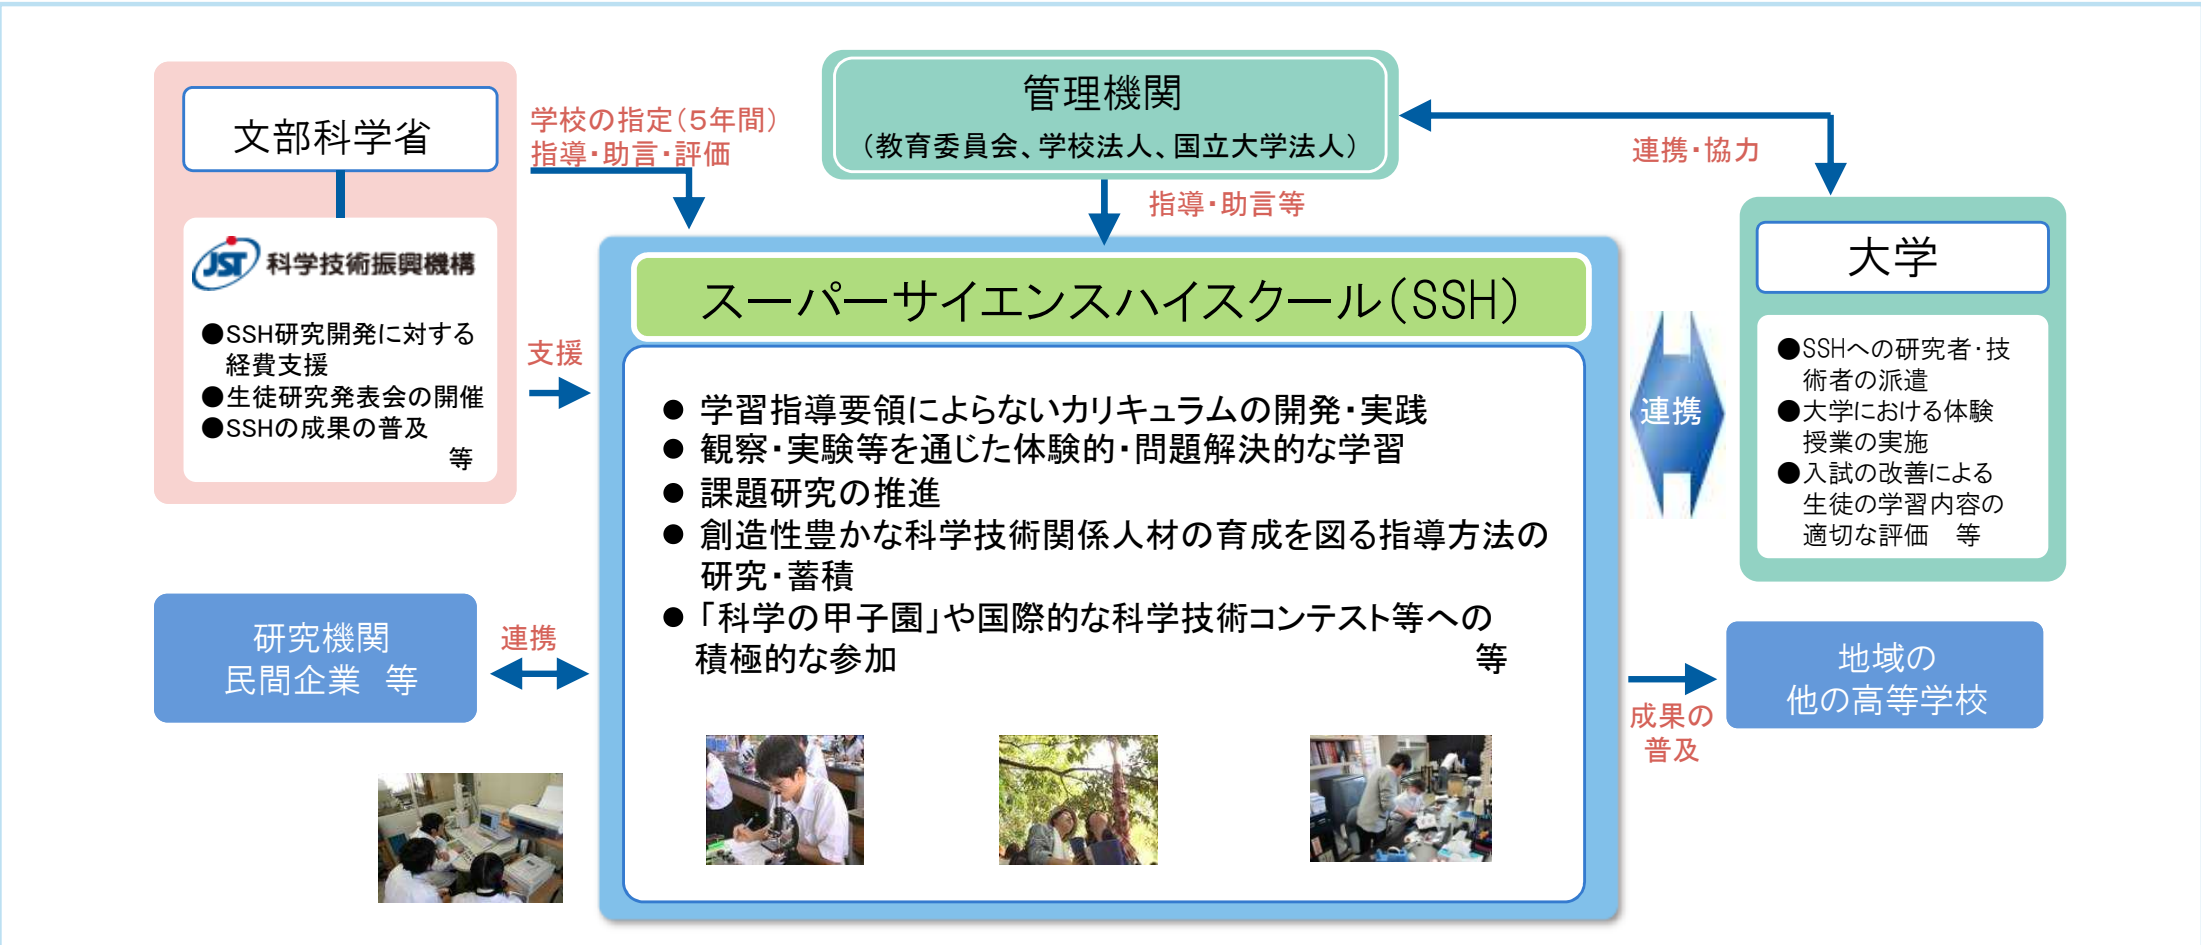 文部科学省
JST 科学技術振興機構
●SSH研究開発に対する
経費支援
●生徒研究発表会の開催
●SSHの成果の普及
等
学校の指定（５年間）
指導・助言・評価
支援
管理機関
（教育委員会、学校法人、国立大学法人）
指導・助言等
連携・協力
スーパーサイエンスハイスクール（SSH）
● 学習指導要領によらないカリキュラムの開発・実践
● 観察・実験等を通じた体験的・問題解決的な学習
● 課題研究の推進
● 創造性豊かな科学技術関係人材の育成を図る指導方法の
研究・蓄積
● 「科学の甲子園」や国際的な科学技術コンテスト等への
積極的な参加 等
連携
大学
●SSHへの研究者・技
術者の派遣
●大学における体験
授業の実施
●入試の改善による
生徒の学習内容の
適切な評価 等
研究機関
民間企業 等
連携
成果の
普及
地域の
他の高等学校